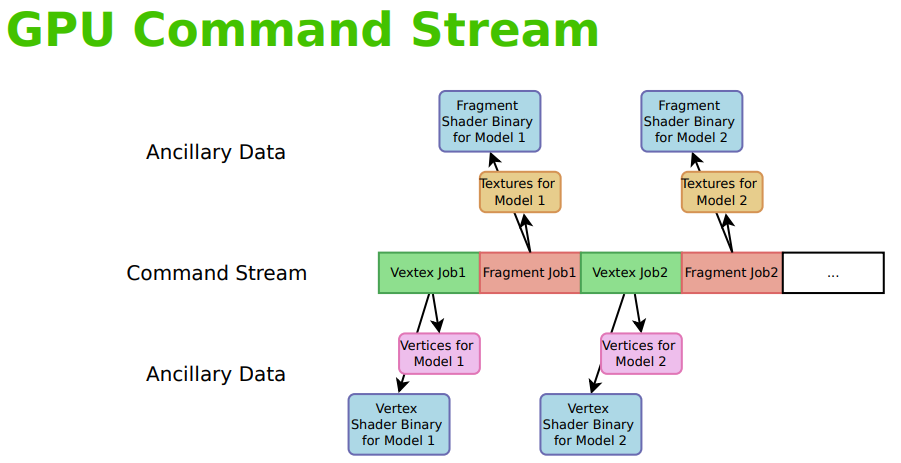 GPU Command Stream
Fragment
Shader Binary
for Model 1
Fragment
Shader Binary
for Model 2
Ancillary Data
Textures for
Model 1
Textures for
Model 2
Command Stream
Vextex Job1
Fragment Job1
Vextex Job2
Fragment Job2
...
Vertices for
Model 1
Vertices for
Model 2
Ancillary Data
Vertex
Shader Binary
for Model 1
Vertex
Shader Binary
for Model 2